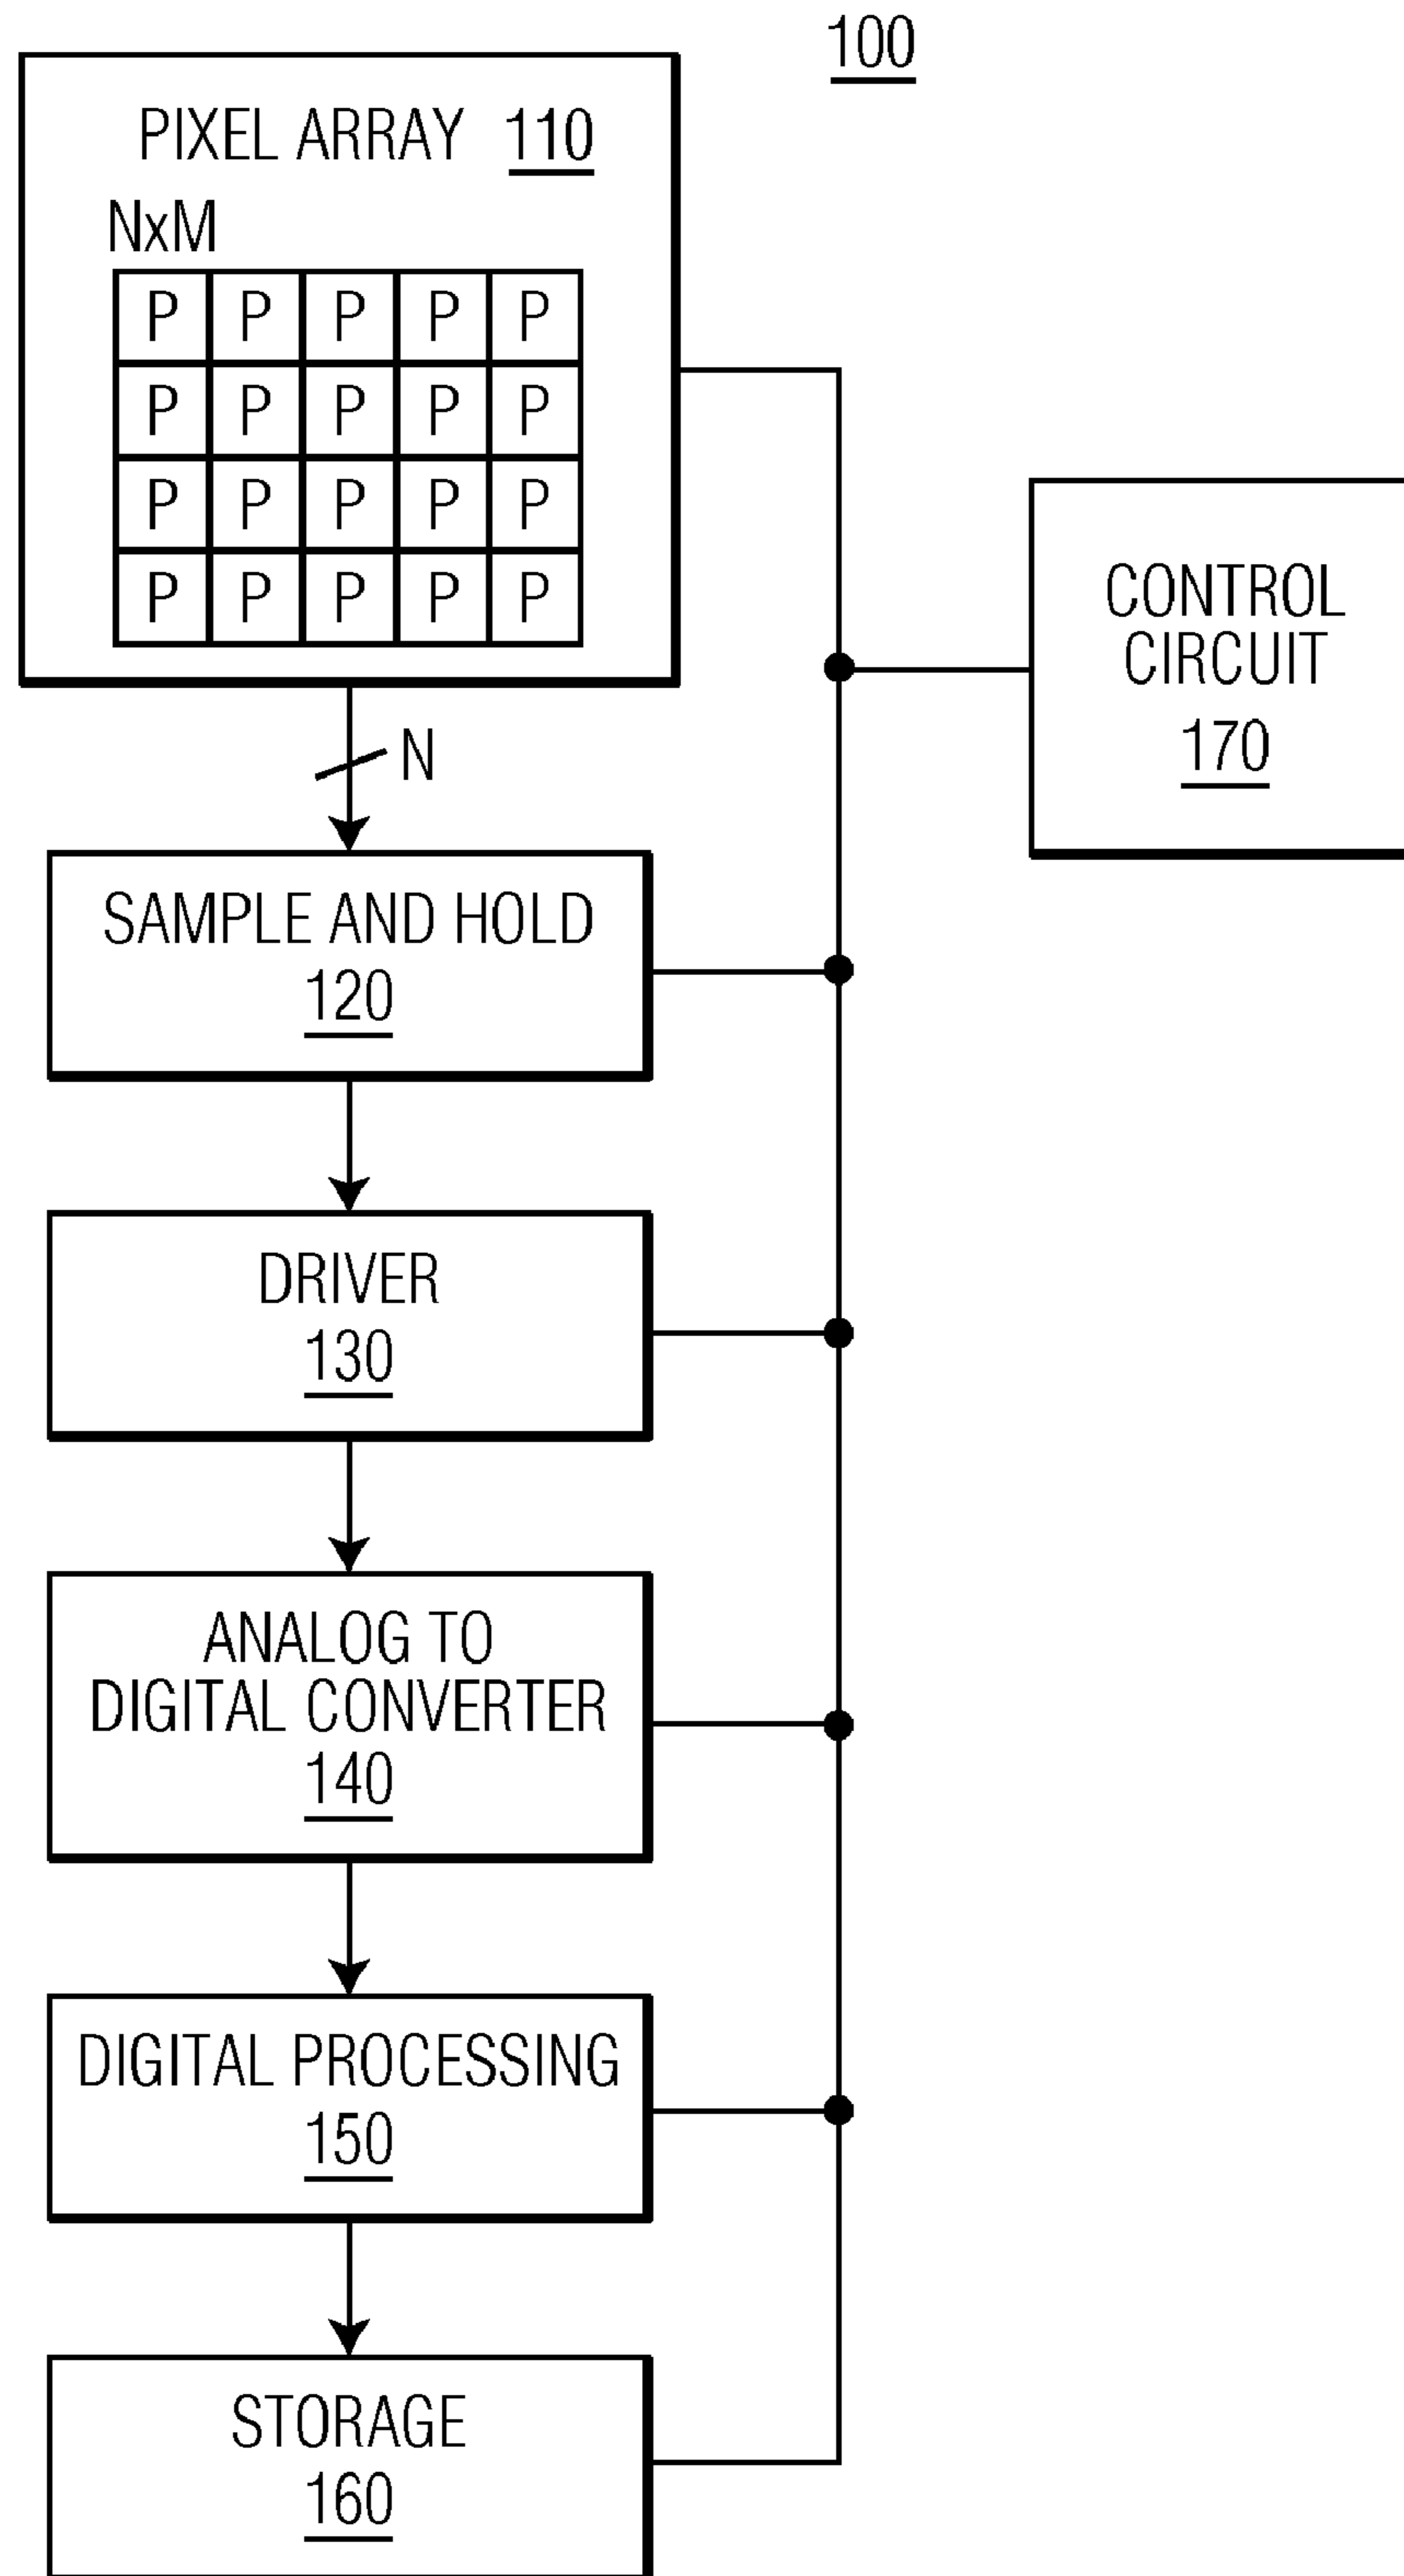 100
PIXEL ARRAY 110
NxM
P P P P P
P P P P P
P P P P P
P P P P P
N
CONTROL
CIRCUIT
170
SAMPLE AND HOLD
120
DRIVER
130
ANALOG TO
DIGITAL CONVERTER
140
DIGITAL PROCESSING
150
STORAGE
160